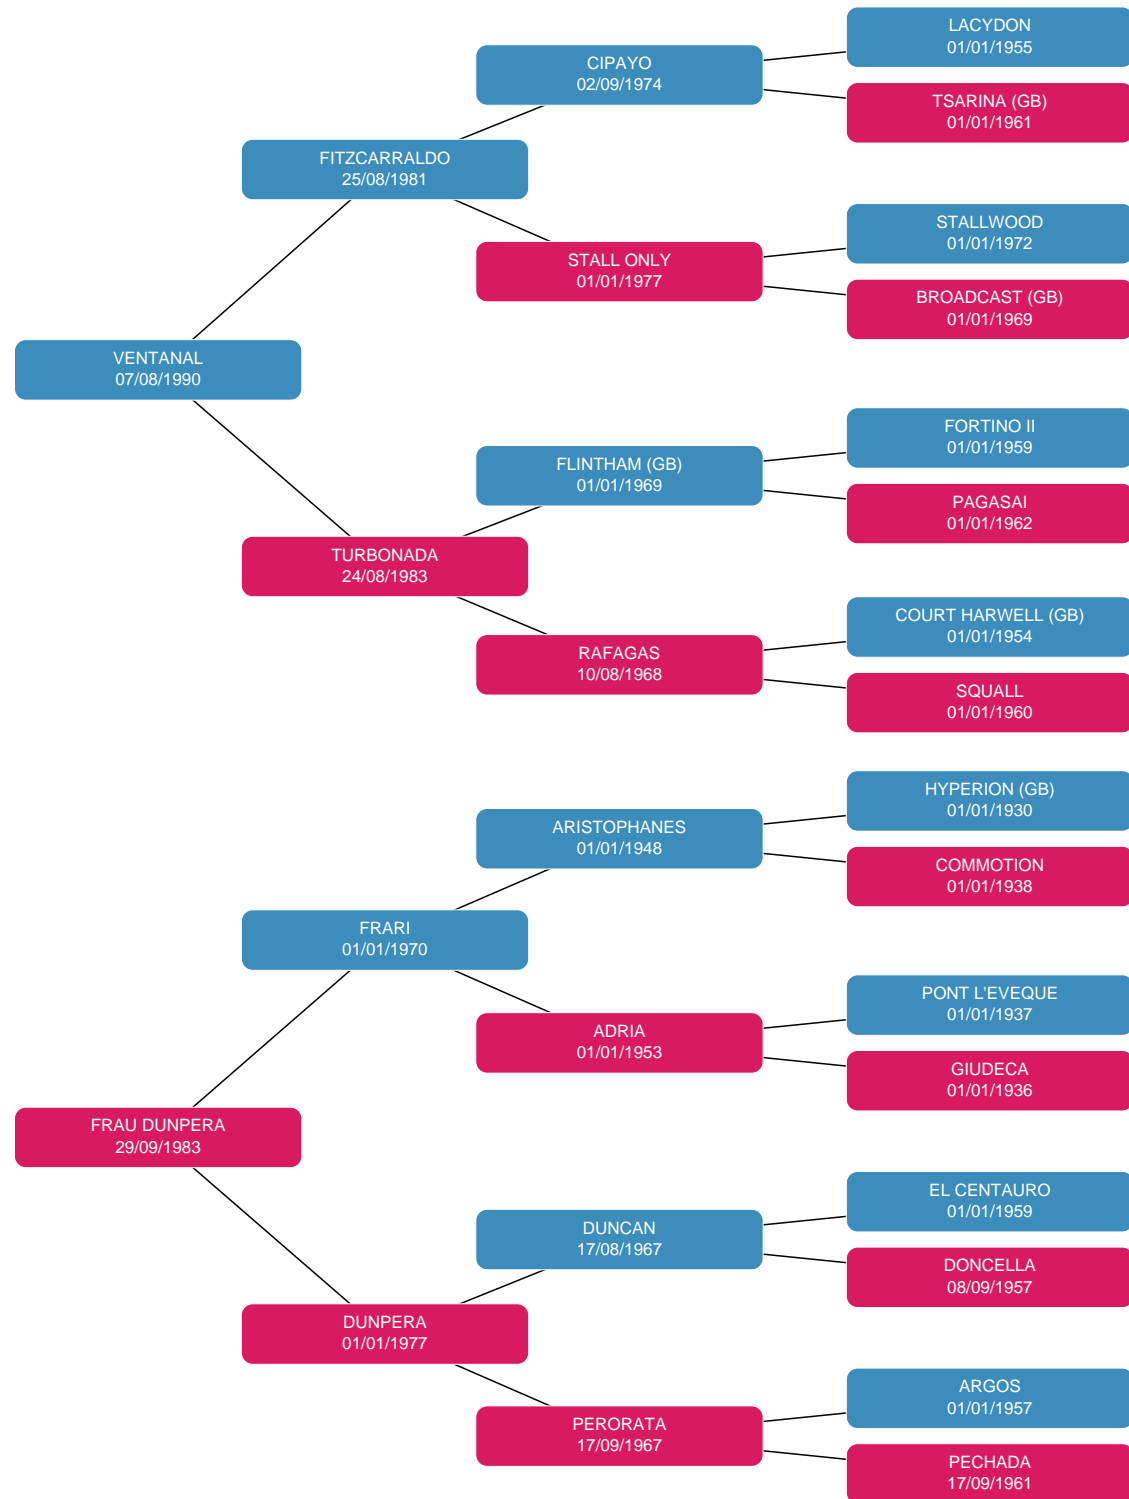 LACYDON
01/01/1955
CIPAYO
02/09/1974
TSARINA (GB)
01/01/1961
FITZCARRALDO
25/08/1981
STALLWOOD
01/01/1972
STALL ONLY
01/01/1977
BROADCAST (GB)
01/01/1969
VENTANAL
07/08/1990
FORTINO II
01/01/1959
FLINTHAM (GB)
01/01/1969
PAGASAI
01/01/1962
TURBONADA
24/08/1983
COURT HARWELL (GB)
01/01/1954
RAFAGAS
10/08/1968
SQUALL
01/01/1960
HYPERION (GB)
01/01/1930
ARISTOPHANES
01/01/1948
COMMOTION
01/01/1938
FRARI
01/01/1970
PONT L'EVEQUE
01/01/1937
ADRIA
01/01/1953
GIUDECA
01/01/1936
FRAU DUNPERA
29/09/1983
EL CENTAURO
01/01/1959
DUNCAN
17/08/1967
DONCELLA
08/09/1957
DUNPERA
01/01/1977
ARGOS
01/01/1957
PERORATA
17/09/1967
PECHADA
17/09/1961